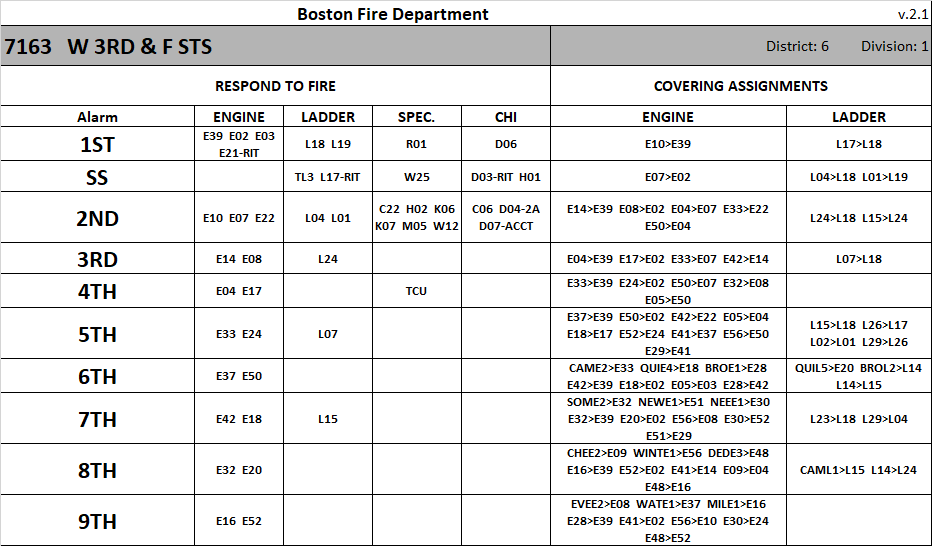 Boston Fire Department
v.2.1
7163 W 3RD & F STS
District: 6 Division: 1
RESPOND TO FIRE
COVERING ASSIGNMENTS
Alarm ENGINE LADDER SPEC. CHI ENGINE LADDER
1ST
E39 E02 E03
E21-RIT
L18 L19
R01
D06
E10>E39
L17>L18
SS
TL3 L17-RIT
W25
D03-RIT H01
E07>E02
L04>L18 L01>L19
2ND
E10 E07 E22
L04 L01
C22 H02 K06
K07 M05 W12
C06 D04-2A
D07-ACCT
E14>E39 E08>E02 E04>E07 E33>E22
E50>E04
L24>L18 L15>L24
3RD
E14 E08
L24
E04>E39 E17>E02 E33>E07 E42>E14
L07>L18
4TH
E04 E17
TCU
E33>E39 E24>E02 E50>E07 E32>E08
E05>E50
5TH
E33 E24
L07
E37>E39 E50>E02 E42>E22 E05>E04
E18>E17 E52>E24 E41>E37 E56>E50
E29>E41
L15>L18 L26>L17
L02>L01 L29>L26
6TH
E37 E50
CAME2>E33 QUIE4>E18 BROE1>E28
E42>E39 E18>E02 E05>E03 E28>E42
QUIL5>E20 BROL2>L14
L14>L15
7TH
E42 E18
L15
SOME2>E32 NEWE1>E51 NEEE1>E30
E32>E39 E20>E02 E56>E08 E30>E52
E51>E29
L23>L18 L29>L04
8TH
E32 E20
CHEE2>E09 WINTE1>E56 DEDE3>E48
E16>E39 E52>E02 E41>E14 E09>E04
E48>E16
CAML1>L15 L14>L24
9TH
E16 E52
EVEE2>E08 WATE1>E37 MILE1>E16
E28>E39 E41>E02 E56>E10 E30>E24
E48>E52